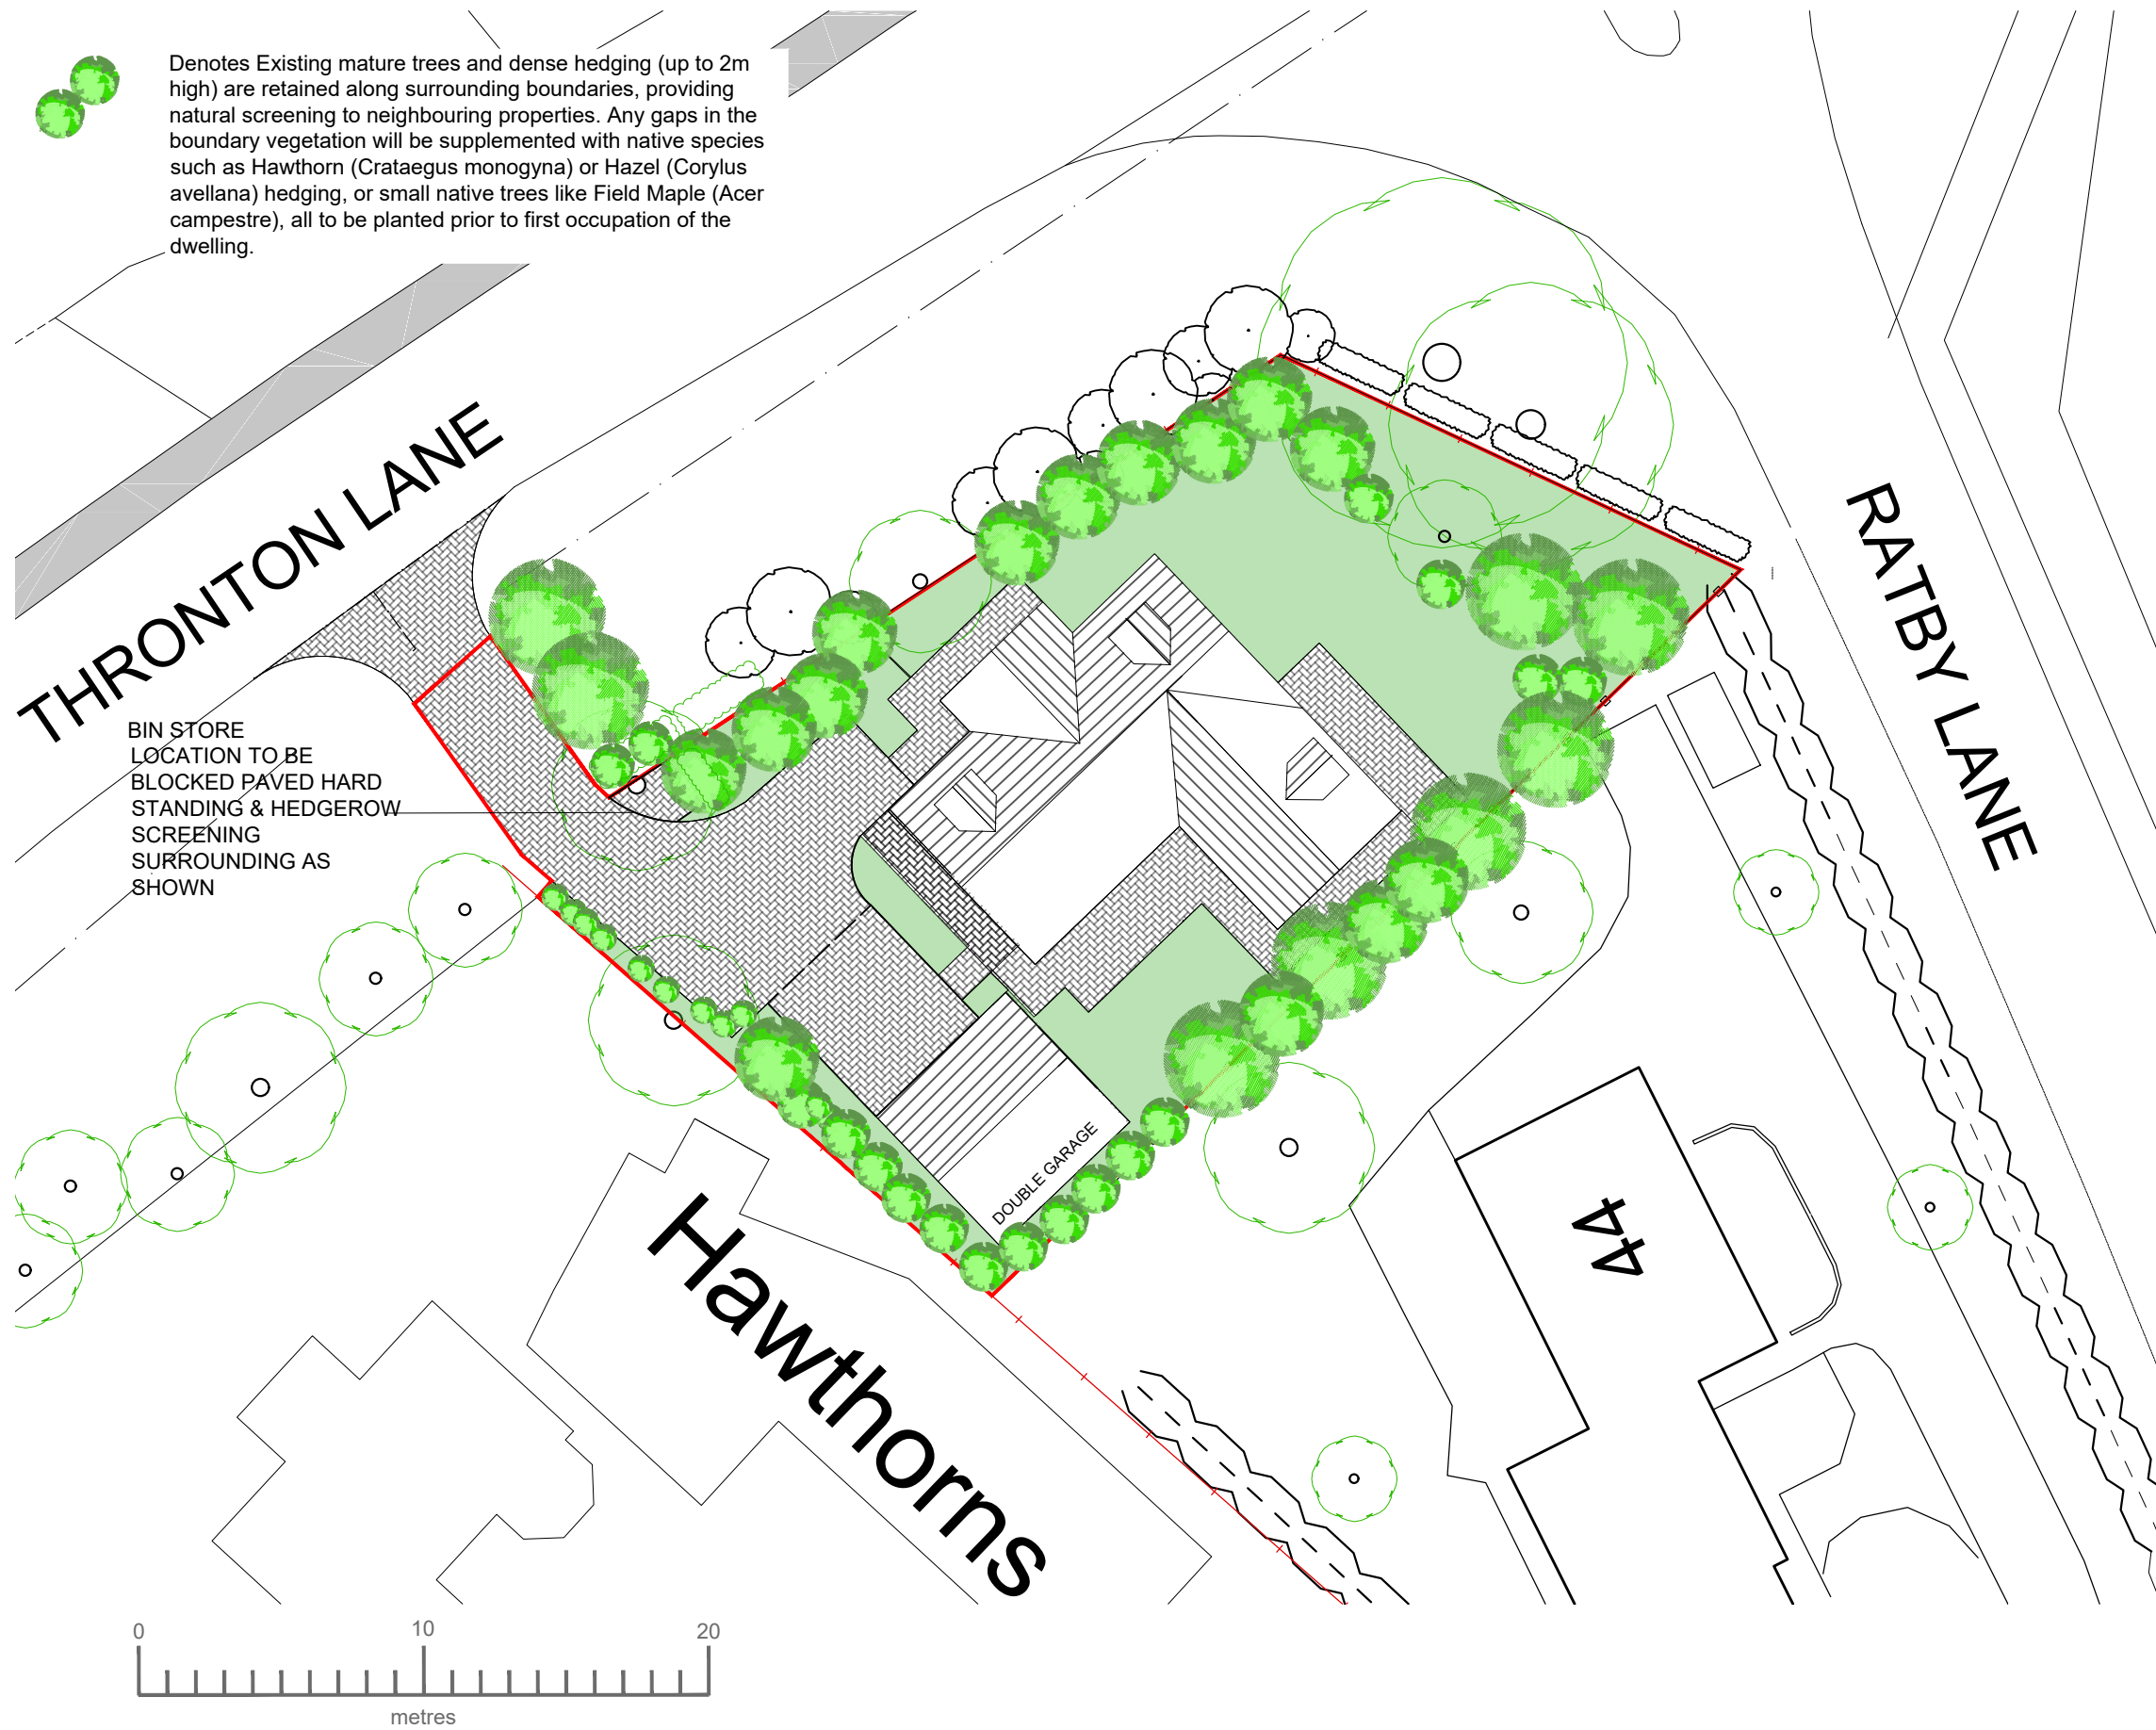 Denotes Existing mature trees and dense hedging (up to 2m
high) are retained along surrounding boundaries, providing
natural screening to neighbouring properties. Any gaps in the
boundary vegetation will be supplemented with native species
such as Hawthorn (Crataegus monogyna) or Hazel (Corylus
avellana) hedging, or small native trees like Field Maple (Acer
campestre), all to be planted prior to first occupation of the
dwelling.
THRONTON LANE
RATBY LANE
BIN STORE
LOCATION TO BE
BLOCKED PAVED HARD
STANDING & HEDGEROW
SCREENING
SURROUNDING AS
SHOWN
DOUBLE GARAGE
Hawthorns
44
0 10 20
metres